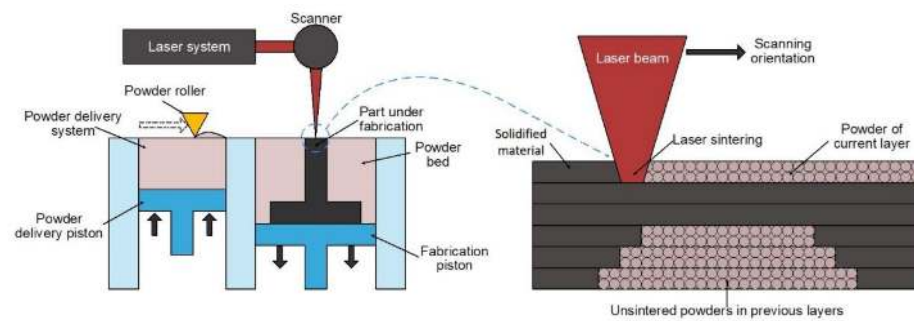 Scanner
Laser system
Powder roller
Powder delivery
system
Part under
fabrication
Powder
bed
Powder
delivery piston
Fabrication
piston
Laser beam
Scanning
orientation
Solidified
material
Laser sintering
Powder of
current layer
Unsintered powders in previous layers